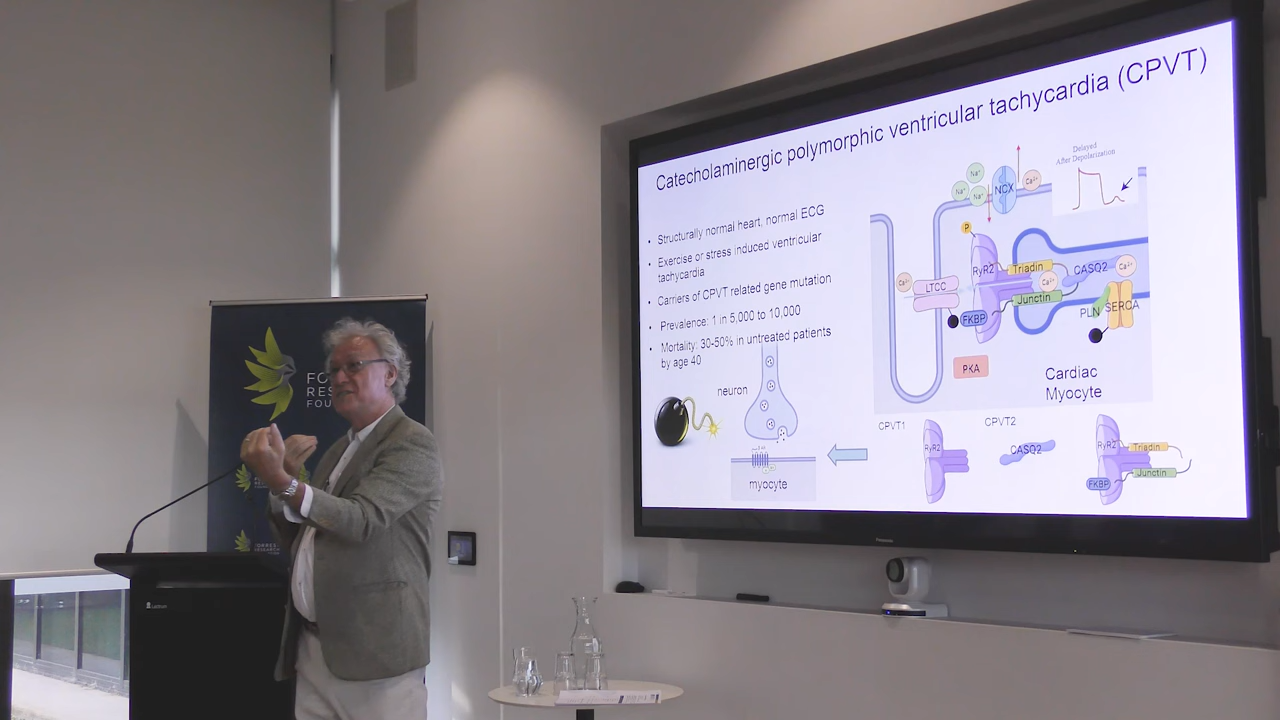 Catecholaminergic polymorphic ventricular tachycardia (CPVT)
• Structurally normal heart, normal ECG
• Exercise or stress induced ventricular
tachycardia
• Carriers of CPVT related gene mutation
• Prevalence: 1 in 5,000 to 10,000
• Mortality: 30-50% in untreated patients
by age 40
neuron
myocyte
Delayed
After Depolarization
Na⁺
Na⁺
Na⁺
NCX
Ca²⁺
P
RyR2
Triadin
CASQ2
Ca²⁺
Ca²⁺
LTCC
Ca²⁺
Junctin
FKBP
PLN
SERCA
PKA
Cardiac
Myocyte
CPVT1
RyR2
CPVT2
CASQ2
RyR2
Triadin
Junctin
FKBP
Panasonic